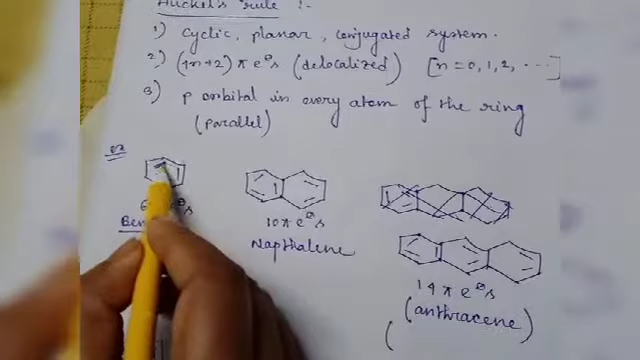 Huckel's rule :-
1) cyclic, planar, conjugated system.
2) (4n+2) π e⊖s (delocalized) [n = 0, 1, 2, ...]
3) p orbital in every atom of the ring
(parallel)
ex
10 π e⊖s
Napthalene
14 π e⊖s
(anthracene)
(